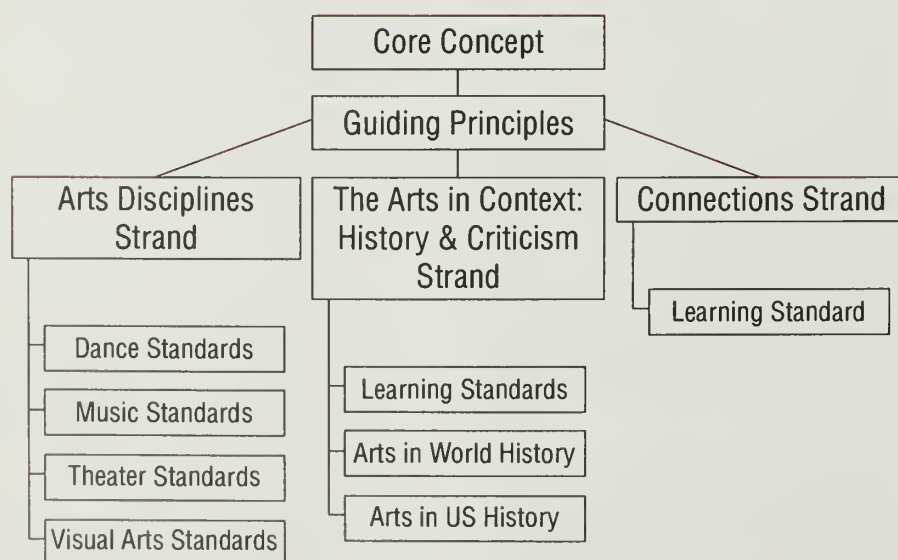 Core Concept
Guiding Principles
Arts Disciplines
Strand
Dance Standards
Music Standards
Theater Standards
Visual Arts Standards
The Arts in Context:
History & Criticism
Strand
Learning Standards
Arts in World History
Arts in US History
Connections Strand
Learning Standard